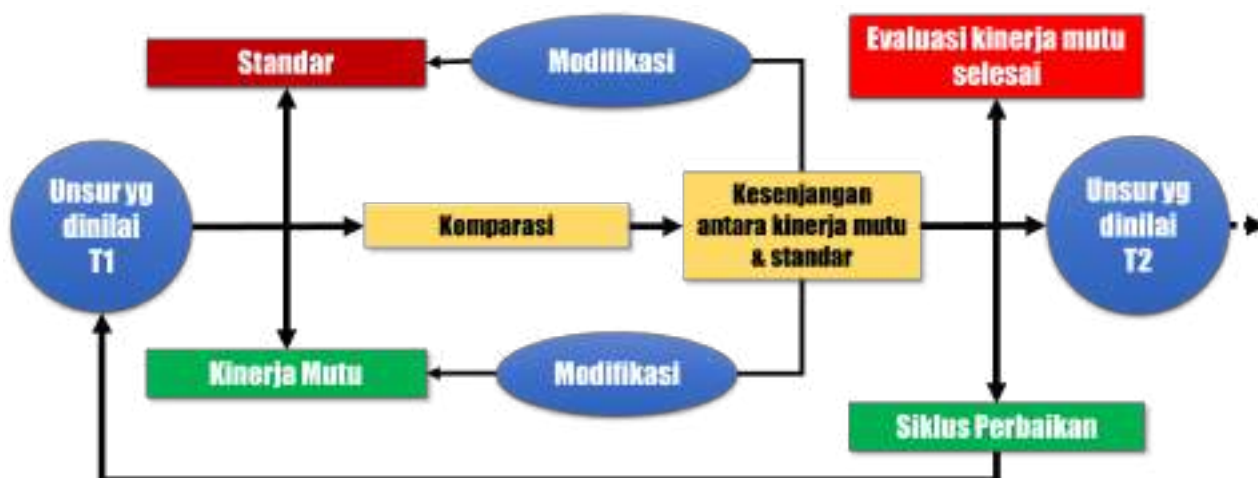 Standar
Modifikasi
Evaluasi kinerja mutu
selesai
Unsur yg
dinilai
T1
Komparasi
Kesenjangan
antara kinerja mutu
& standar
Unsur yg
dinilai
T2
Kinerja Mutu
Modifikasi
Siklus Perbaikan